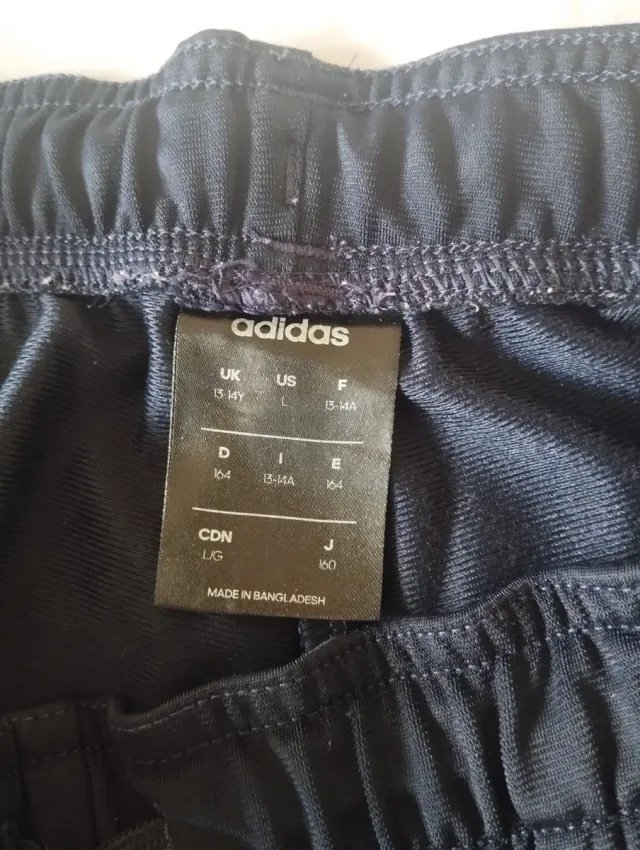 adidas
UK US F
13-14Y L 13-14A
D I E
164 13-14A 164
CDN J
L/G 160
MADE IN BANGLADESH